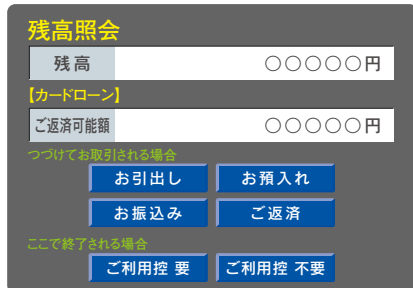 残高照会
残高 ○○○○○円
【カードローン】
ご返済可能額 ○○○○○円
つづけてお取引される場合
お引出し お預入れ
お振込み ご返済
ここで終了される場合
ご利用控 要 ご利用控 不要